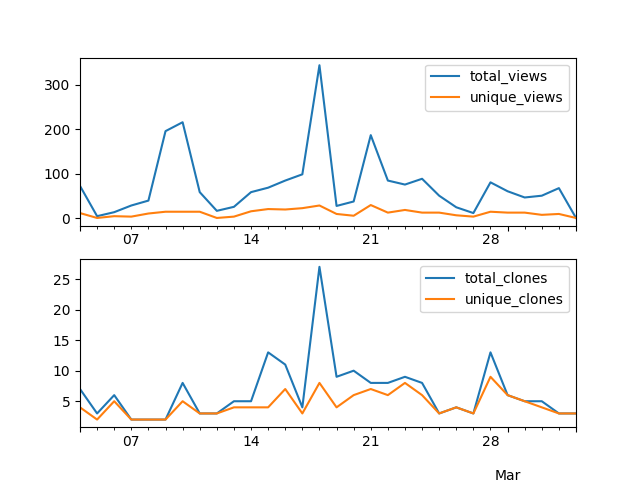 300
200
100
0
total_views
unique_views
07 14 21 28
25
20
15
10
5
total_clones
unique_clones
07 14 21 28
Mar